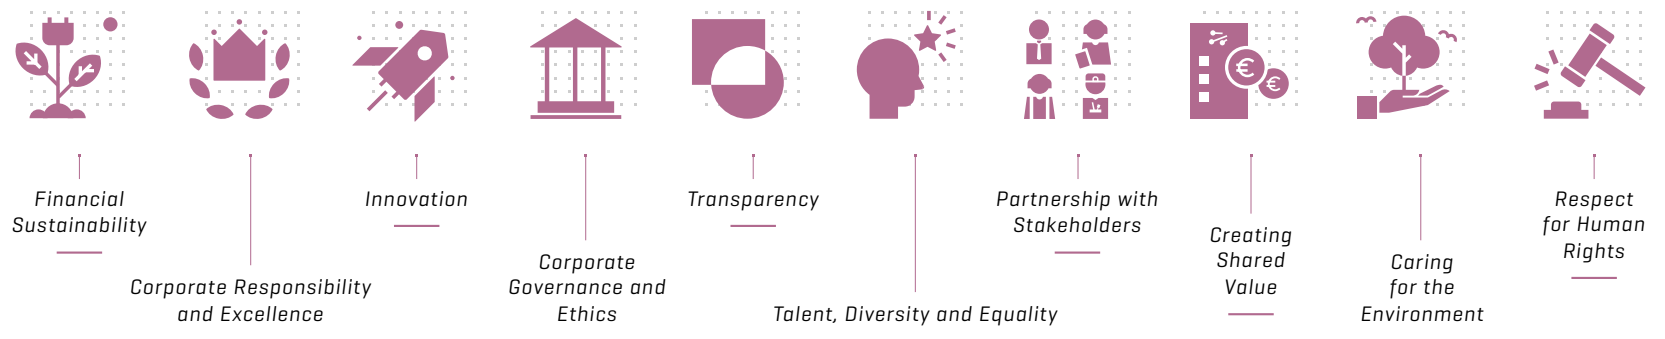 Financial
Sustainability
Corporate Responsibility
and Excellence
Innovation
Corporate
Governance and
Ethics
Transparency
Talent, Diversity and Equality
Partnership with
Stakeholders
Creating
Shared
Value
Caring
for the
Environment
Respect
for Human
Rights